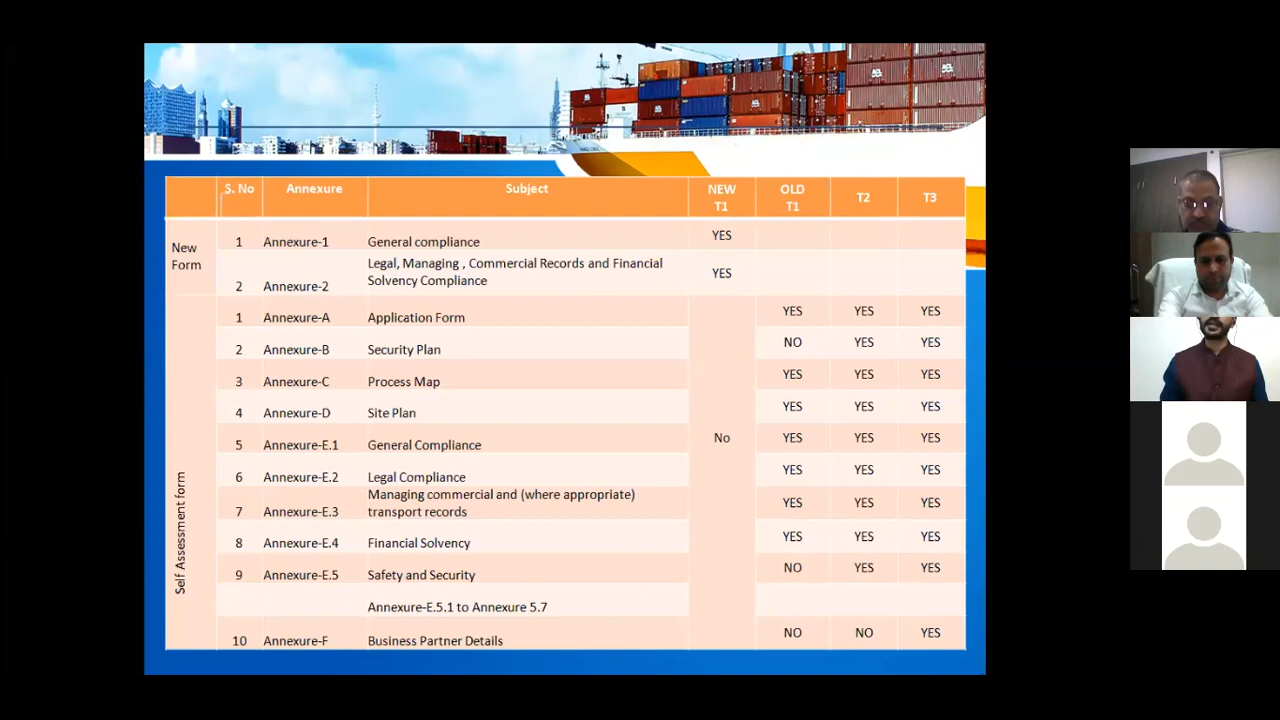 S. No Annexure Subject NEW T1 OLD T1 T2 T3
New Form
1 Annexure-1 General compliance YES
2 Annexure-2 Legal, Managing , Commercial Records and Financial Solvency Compliance YES
Self Assessment form
No
1 Annexure-A Application Form YES YES YES
2 Annexure-B Security Plan NO YES YES
3 Annexure-C Process Map YES YES YES
4 Annexure-D Site Plan YES YES YES
5 Annexure-E.1 General Compliance YES YES YES
6 Annexure-E.2 Legal Compliance YES YES YES
7 Annexure-E.3 Managing commercial and (where appropriate) transport records YES YES YES
8 Annexure-E.4 Financial Solvency YES YES YES
9 Annexure-E.5 Safety and Security NO YES YES
Annexure-E.5.1 to Annexure 5.7
10 Annexure-F Business Partner Details NO NO YES